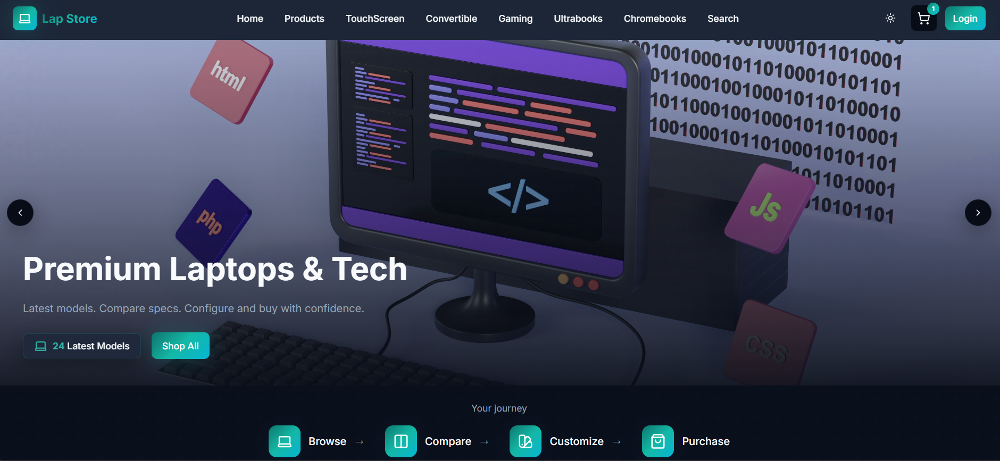 Lap Store
Home Products TouchScreen Convertible Gaming Ultrabooks Chromebooks Search
1
Login
html
php
</>
Js
CSS
Premium Laptops & Tech
Latest models. Compare specs. Configure and buy with confidence.
24 Latest Models
Shop All
Your journey
Browse → Compare → Customize → Purchase